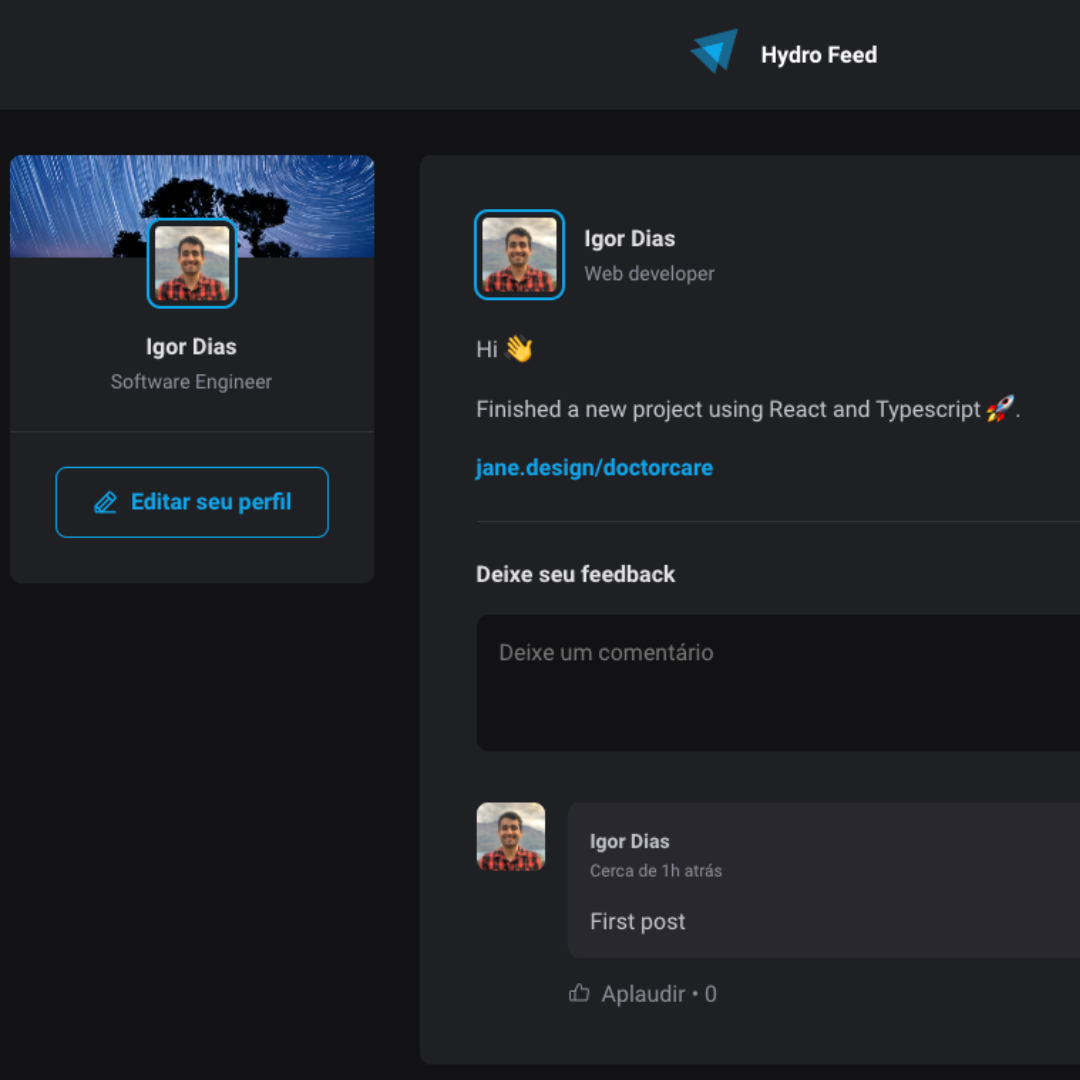 Hydro Feed
Igor Dias
Software Engineer
Editar seu perfil
Igor Dias
Web developer
Hi 👋
Finished a new project using React and Typescript 🚀.
jane.design/doctorcare
Deixe seu feedback
Deixe um comentário
Igor Dias
Cerca de 1h atrás
First post
Aplaudir • 0